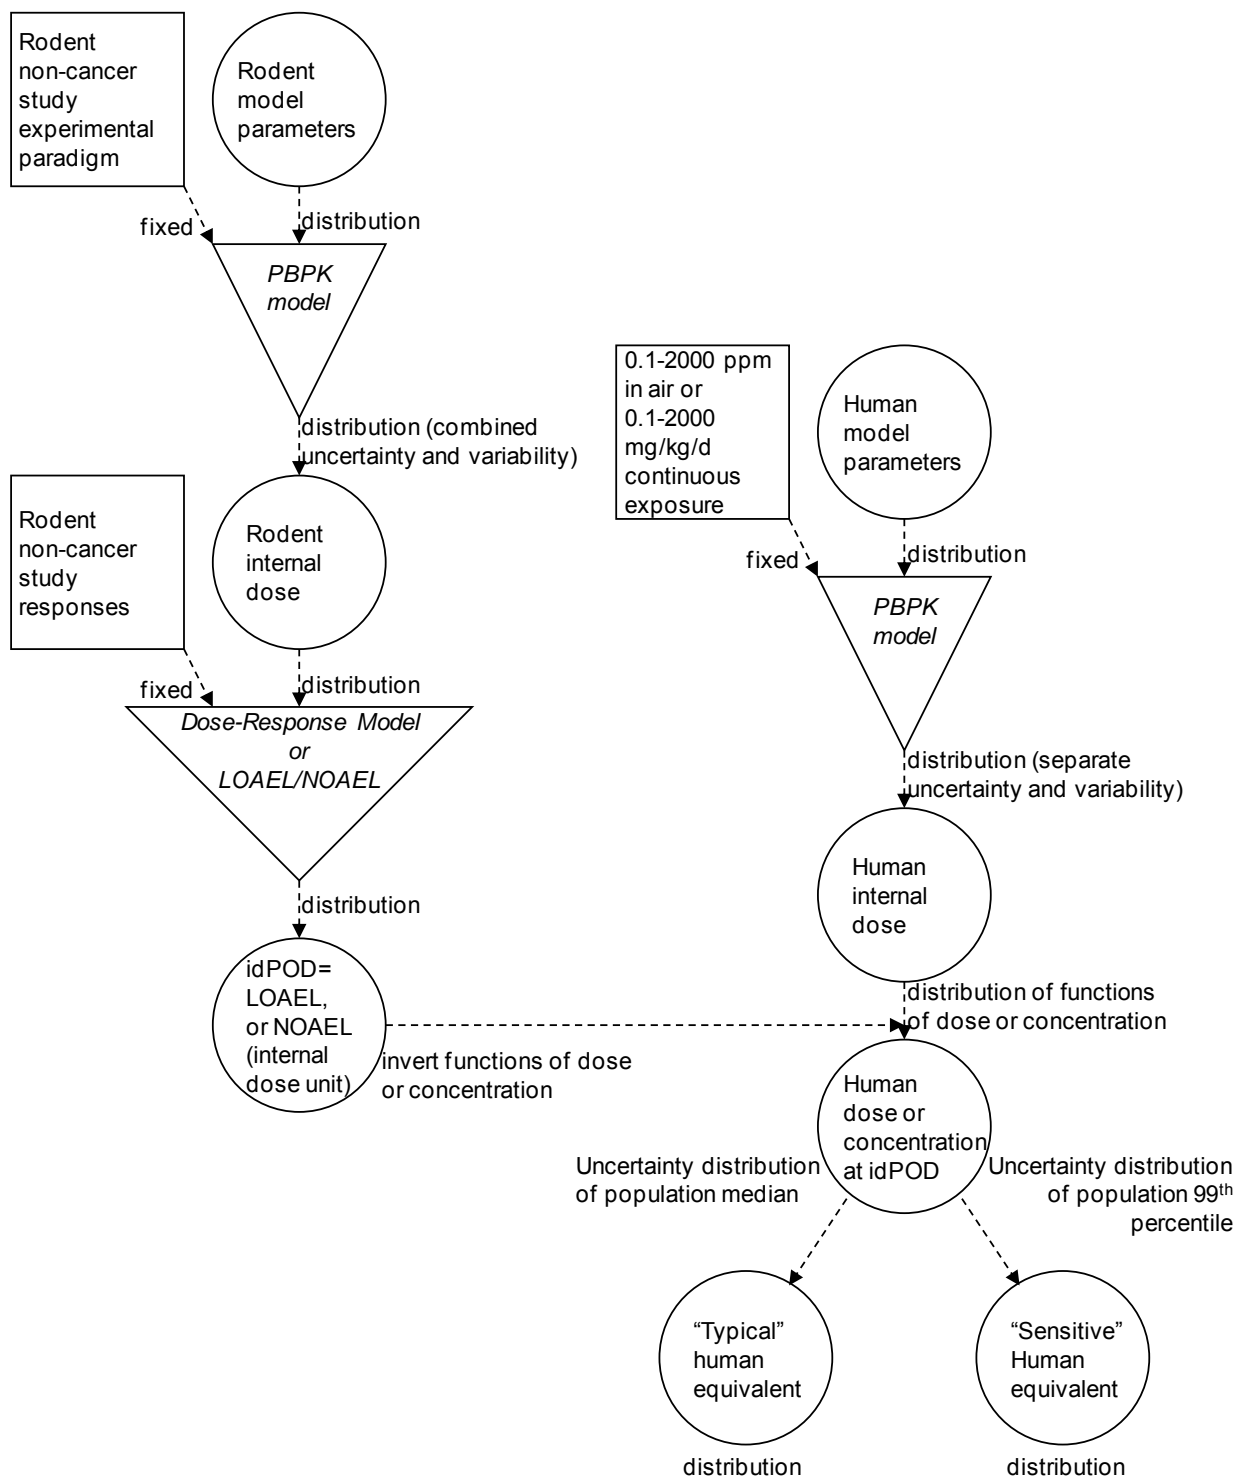 Rodent
non-cancer
study
experimental
paradigm
Rodent
model
parameters
fixed
distribution
PBPK
model
distribution (combined
uncertainty and variability)
Rodent
non-cancer
study
responses
Rodent
internal
dose
fixed
distribution
Dose-Response Model
or
LOAEL/NOAEL
distribution
idPOD=
LOAEL,
or NOAEL
(internal
dose unit)
invert functions of dose
or concentration
0.1-2000 ppm
in air or
0.1-2000
mg/kg/d
continuous
exposure
Human
model
parameters
fixed
distribution
PBPK
model
distribution (separate
uncertainty and variability)
Human
internal
dose
distribution of functions
of dose or concentration
Human
dose or
concentration
at idPOD
Uncertainty distribution
of population median
Uncertainty distribution
of population 99th
percentile
“Typical”
human
equivalent
“Sensitive”
Human
equivalent
distribution
distribution